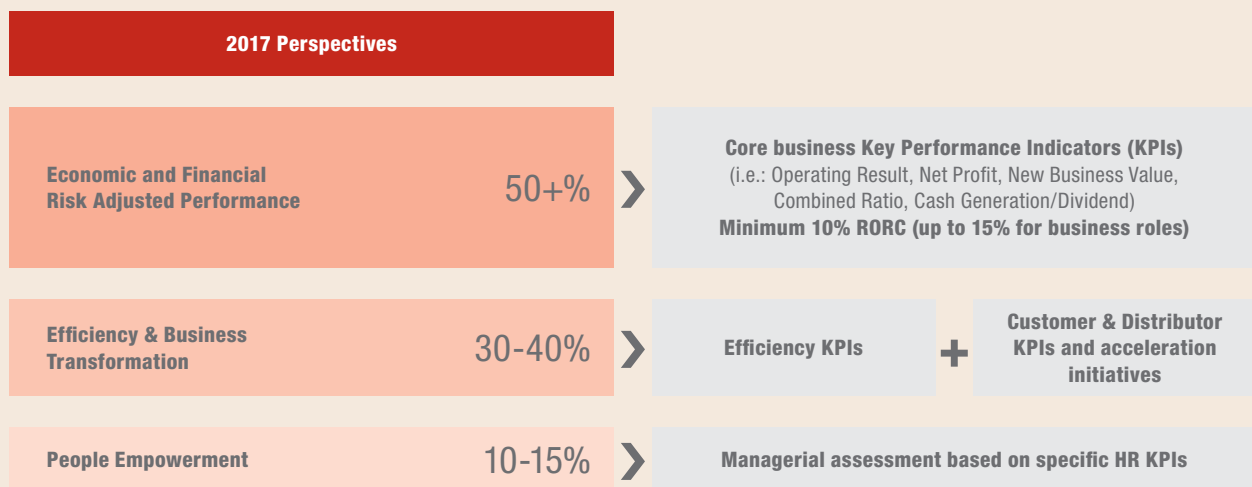 2017 Perspectives
Economic and Financial
Risk Adjusted Performance
50+%
Core business Key Performance Indicators (KPIs)
(i.e.: Operating Result, Net Profit, New Business Value,
Combined Ratio, Cash Generation/Dividend)
Minimum 10% RORC (up to 15% for business roles)
Efficiency & Business
Transformation
30-40%
Efficiency KPIs
+
Customer & Distributor
KPIs and acceleration
initiatives
People Empowerment
10-15%
Managerial assessment based on specific HR KPIs